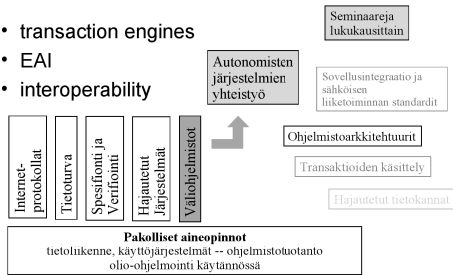 • transaction engines
• EAI
• interoperability
Seminaareja
lukukausittain
Autonomisten
järjestelmien
yhteistyö
Sovellusintegraatio ja
sähköisen
liiketoiminnan standardit
Ohjelmistoarkkitehtuurit
Transaktioiden käsittely
Hajautetut tietokannat
Internet-
protokollat
Tietoturva
Spesifionti ja
Verifiointi
Hajautetut
Järjestelmät
Väliohjelmistot
Pakolliset aineopinnot
tietoliikenne, käyttöjärjestelmät -- ohjelmistotuotanto
olio-ohjelmointi käytännössä